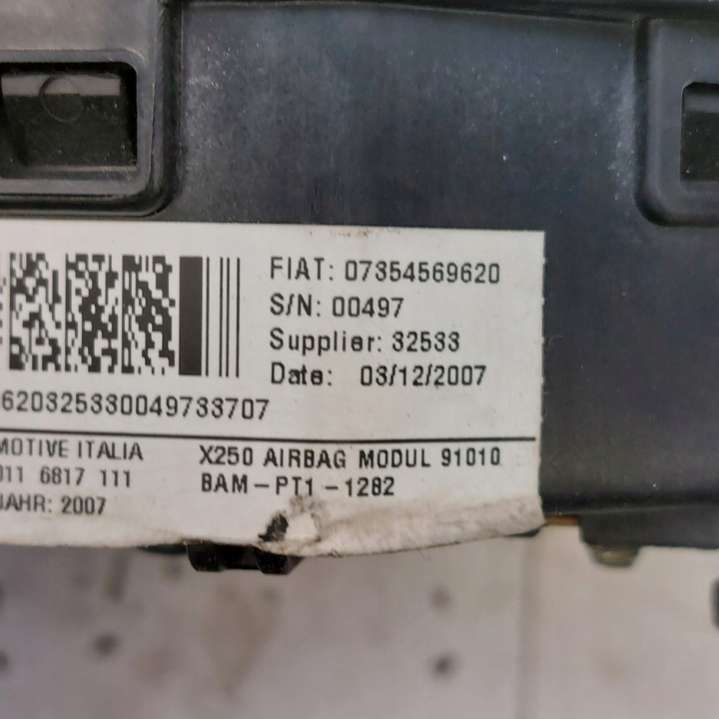 FIAT: 07354569620
S/N: 00497
Supplier: 32533
Date: 03/12/2007
620325330049733707
MOTIVE ITALIA
011 6817 111
JAHR: 2007
X250 AIRBAG MODUL 91010
BAM-PT1-1282